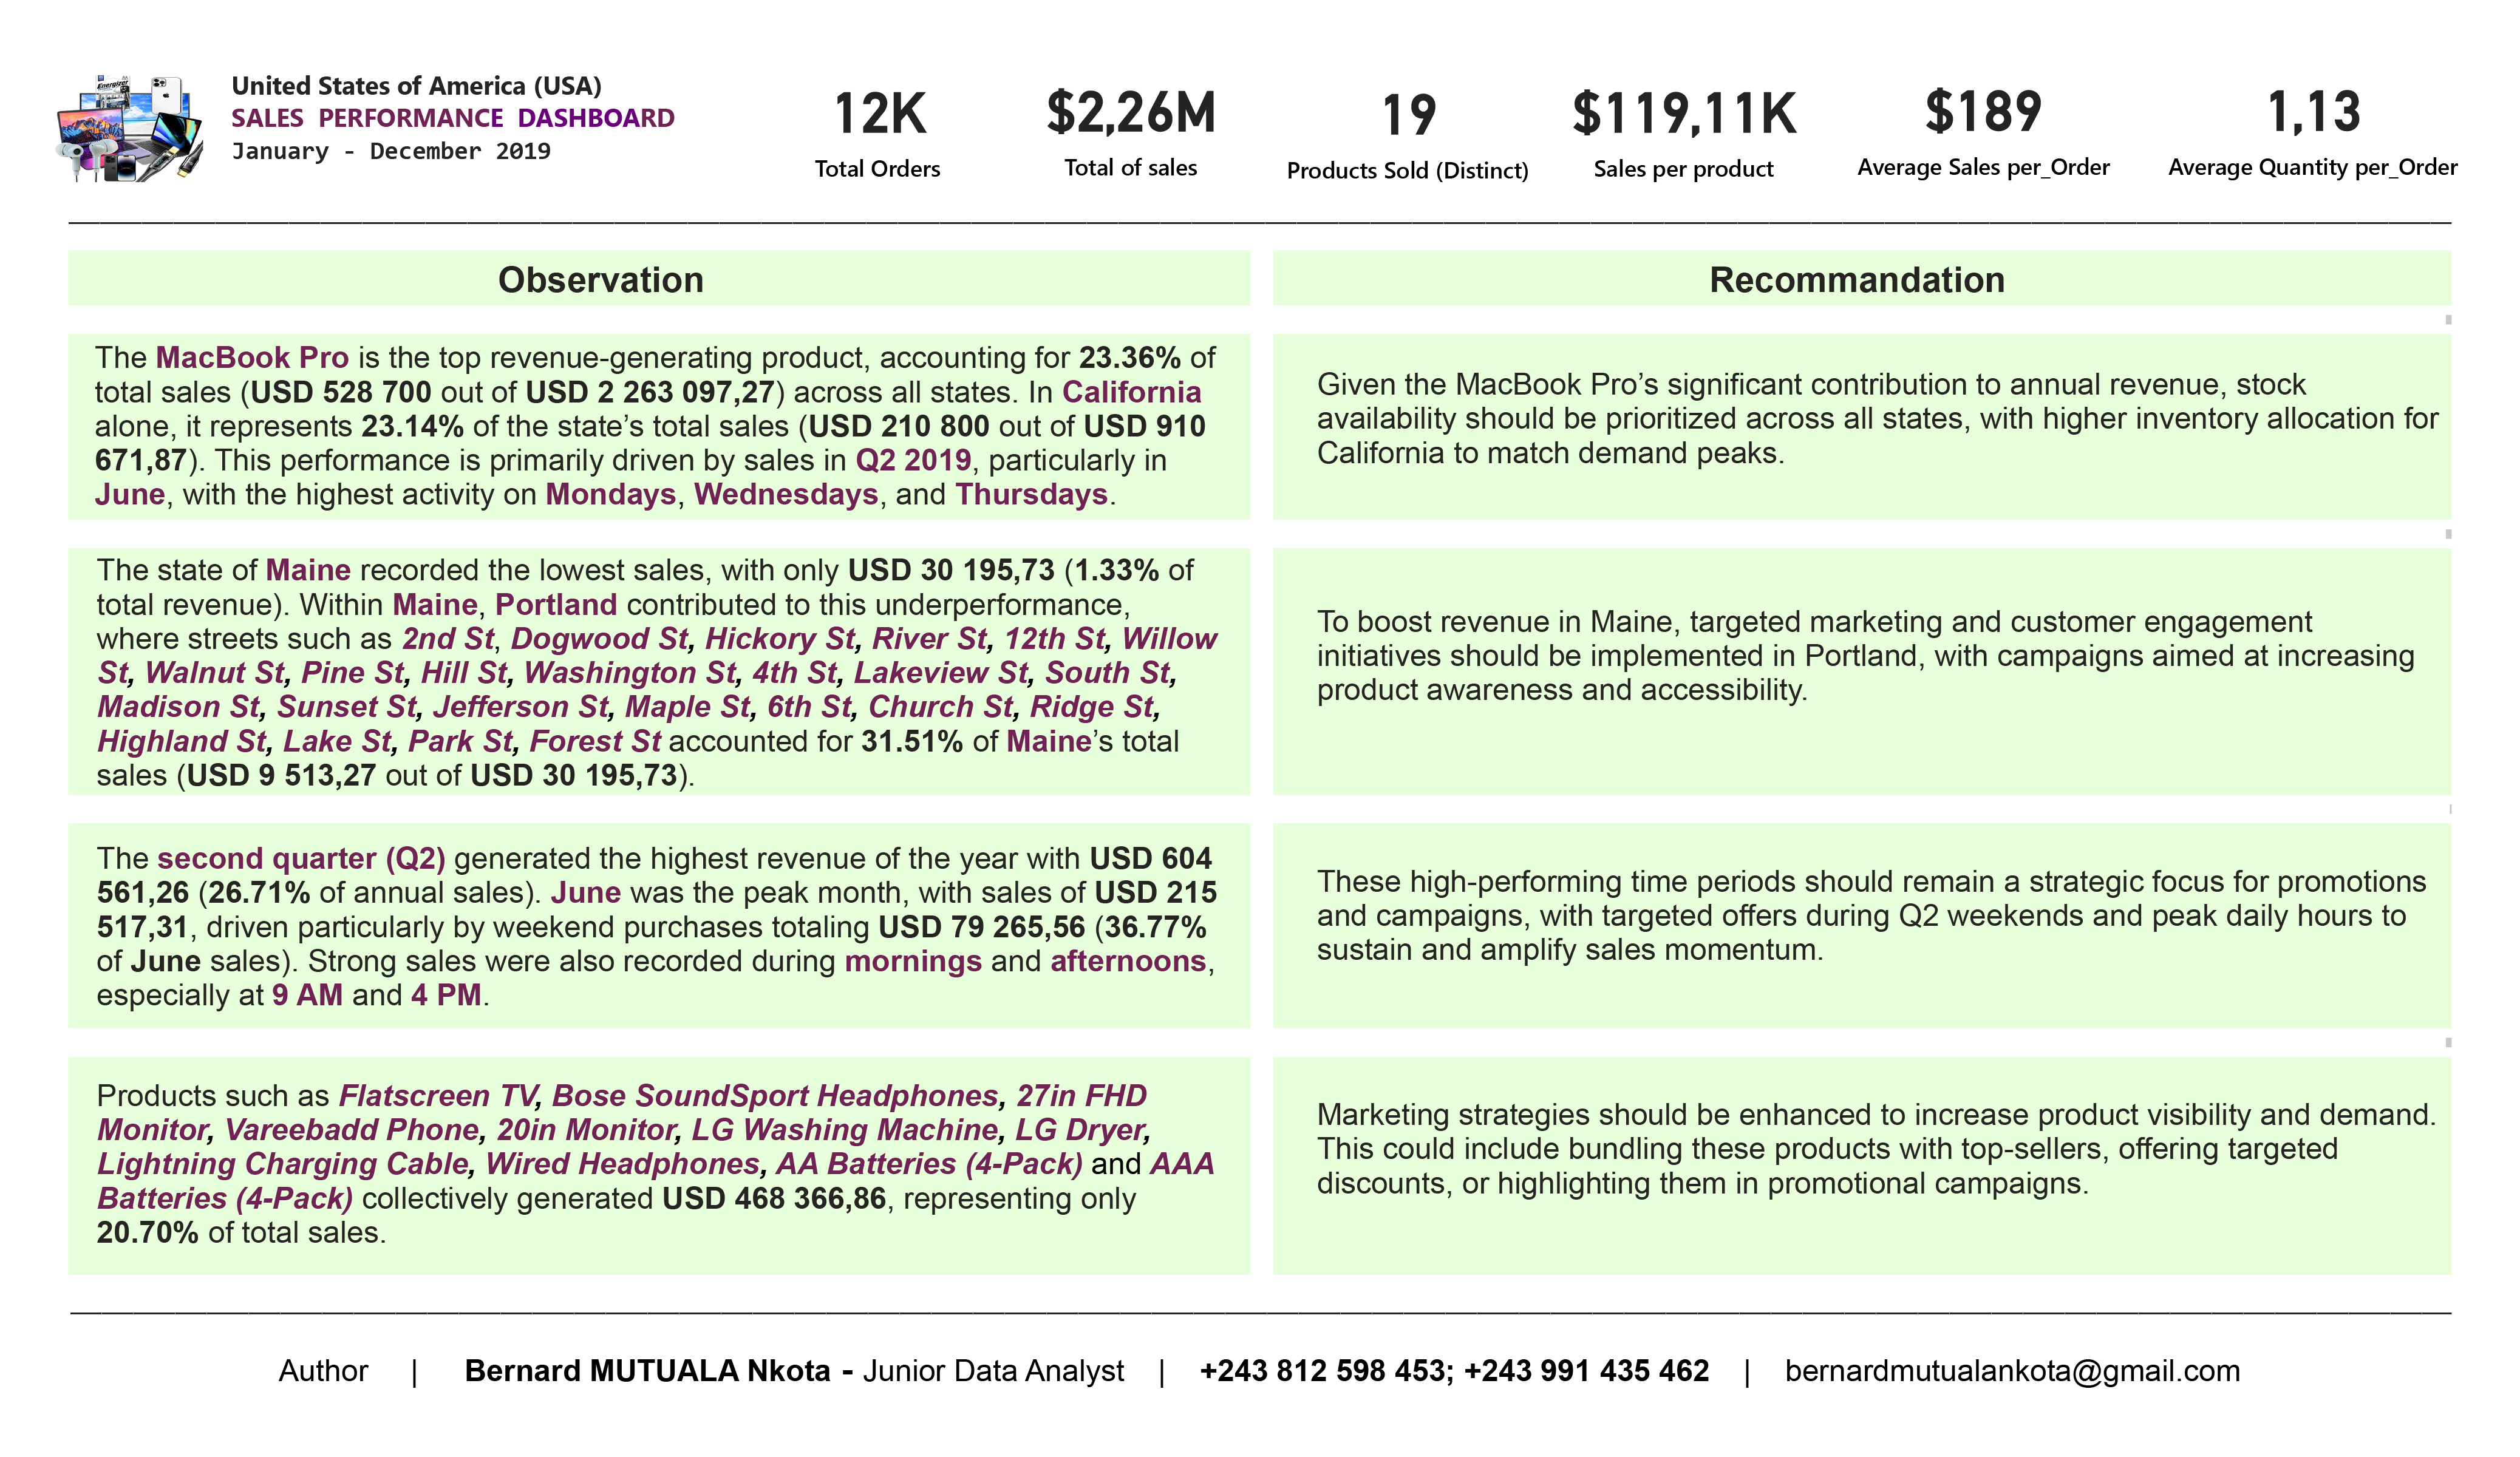 United States of America (USA)
SALES PERFORMANCE DASHBOARD
January - December 2019
12K
Total Orders
$2,26M
Total of sales
19
Products Sold (Distinct)
$119,11K
Sales per product
$189
Average Sales per_Order
1,13
Average Quantity per_Order
Energizer
Observation
Recommandation
The MacBook Pro is the top revenue-generating product, accounting for 23.36% of
total sales (USD 528 700 out of USD 2 263 097,27) across all states. In California
alone, it represents 23.14% of the state’s total sales (USD 210 800 out of USD 910
671,87). This performance is primarily driven by sales in Q2 2019, particularly in
June, with the highest activity on Mondays, Wednesdays, and Thursdays.
Given the MacBook Pro’s significant contribution to annual revenue, stock
availability should be prioritized across all states, with higher inventory allocation for
California to match demand peaks.
The state of Maine recorded the lowest sales, with only USD 30 195,73 (1.33% of
total revenue). Within Maine, Portland contributed to this underperformance,
where streets such as 2nd St, Dogwood St, Hickory St, River St, 12th St, Willow
St, Walnut St, Pine St, Hill St, Washington St, 4th St, Lakeview St, South St,
Madison St, Sunset St, Jefferson St, Maple St, 6th St, Church St, Ridge St,
Highland St, Lake St, Park St, Forest St accounted for 31.51% of Maine’s total
sales (USD 9 513,27 out of USD 30 195,73).
To boost revenue in Maine, targeted marketing and customer engagement
initiatives should be implemented in Portland, with campaigns aimed at increasing
product awareness and accessibility.
The second quarter (Q2) generated the highest revenue of the year with USD 604
561,26 (26.71% of annual sales). June was the peak month, with sales of USD 215
517,31, driven particularly by weekend purchases totaling USD 79 265,56 (36.77%
of June sales). Strong sales were also recorded during mornings and afternoons,
especially at 9 AM and 4 PM.
These high-performing time periods should remain a strategic focus for promotions
and campaigns, with targeted offers during Q2 weekends and peak daily hours to
sustain and amplify sales momentum.
Products such as Flatscreen TV, Bose SoundSport Headphones, 27in FHD
Monitor, Vareebadd Phone, 20in Monitor, LG Washing Machine, LG Dryer,
Lightning Charging Cable, Wired Headphones, AA Batteries (4-Pack) and AAA
Batteries (4-Pack) collectively generated USD 468 366,86, representing only
20.70% of total sales.
Marketing strategies should be enhanced to increase product visibility and demand.
This could include bundling these products with top-sellers, offering targeted
discounts, or highlighting them in promotional campaigns.
Author | Bernard MUTUALA Nkota - Junior Data Analyst | +243 812 598 453; +243 991 435 462 | bernardmutualankota@gmail.com